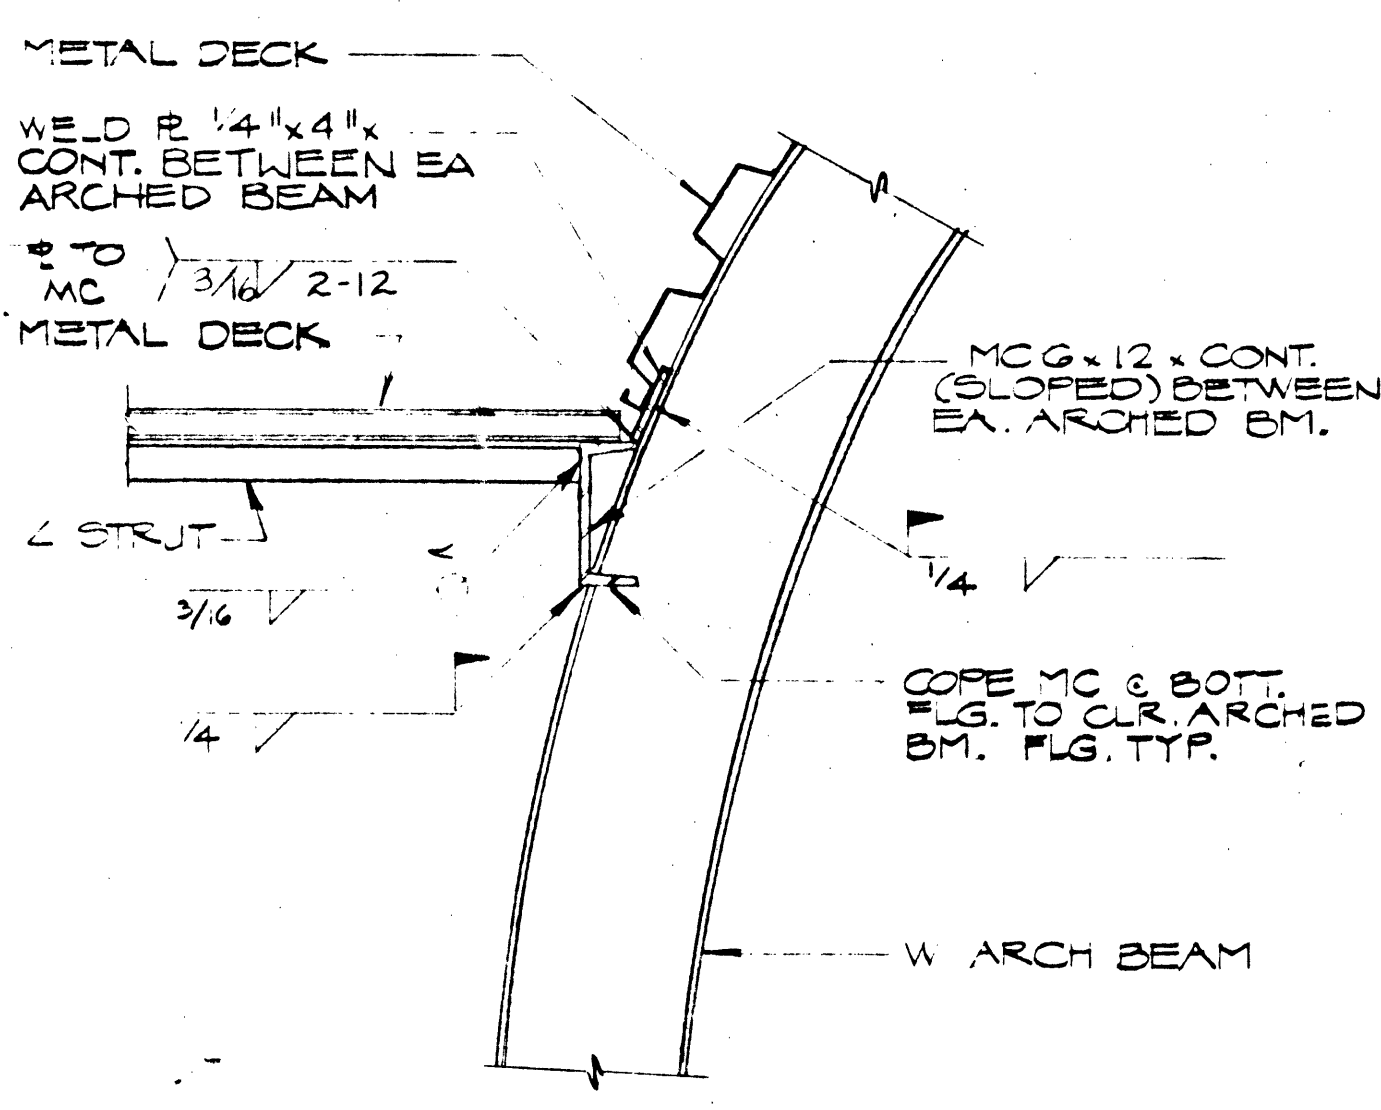 METAL DECK
WELD PL 1/4"x4"x
CONT. BETWEEN EA
ARCHED BEAM
PL TO
MC
3/16 2-12
METAL DECK
∠ STRUT
3/16
1/4
MC 6 x 12 x CONT.
(SLOPED) BETWEEN
EA. ARCHED BM.
1/4
COPE MC @ BOTT.
FLG. TO CLR. ARCHED
BM. FLG. TYP.
W ARCH BEAM